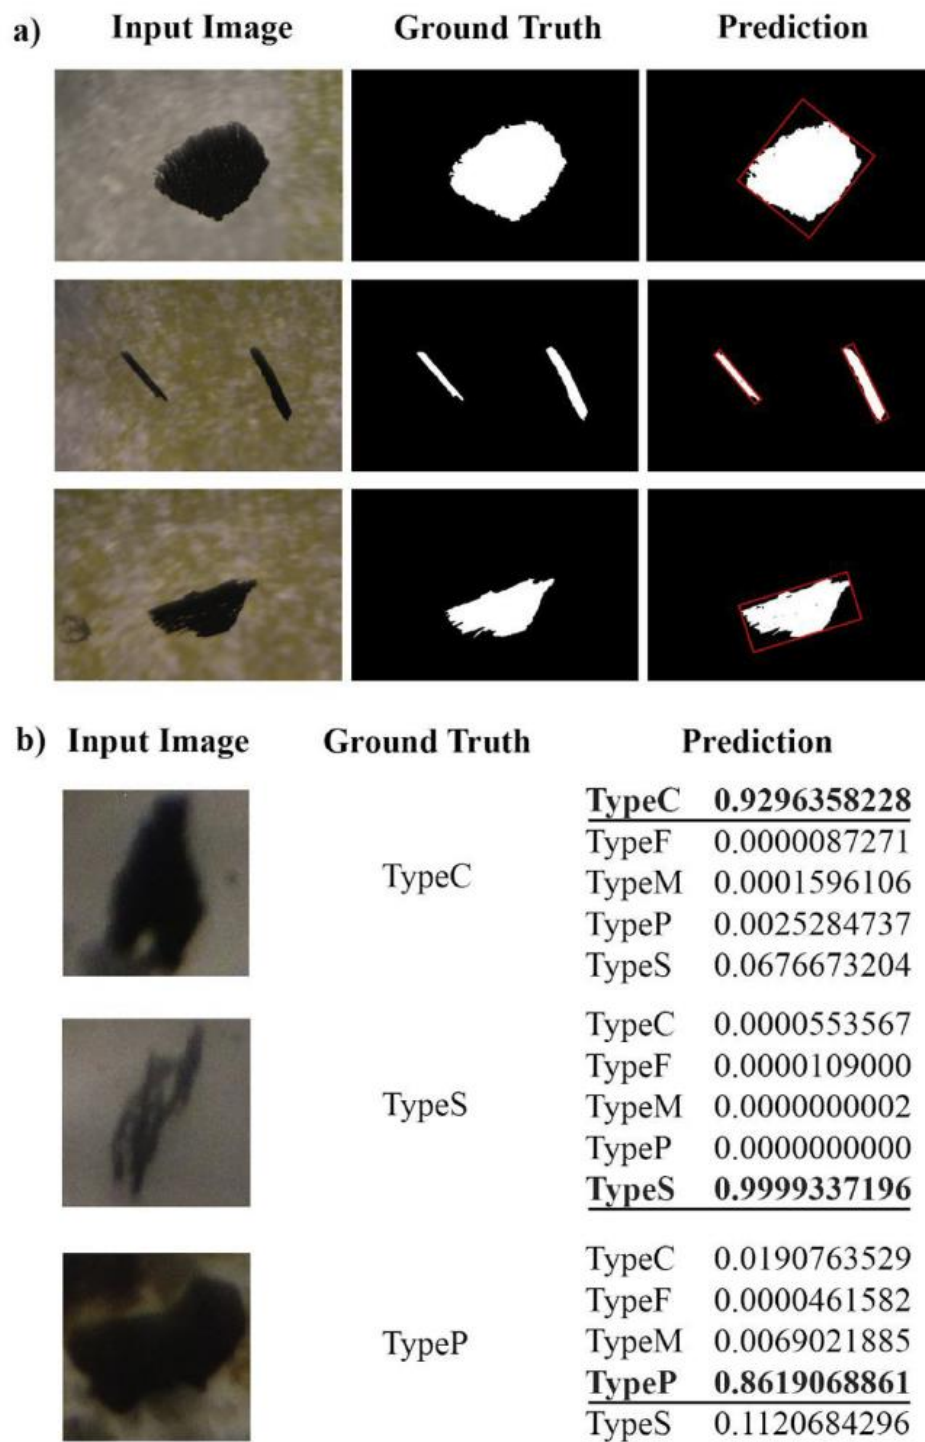 a) Input Image Ground Truth Prediction
b) Input Image Ground Truth Prediction
TypeC
TypeC 0.9296358228
TypeF 0.0000087271
TypeM 0.0001596106
TypeP 0.0025284737
TypeS 0.0676673204
TypeS
TypeC 0.0000553567
TypeF 0.0000109000
TypeM 0.0000000002
TypeP 0.0000000000
TypeS 0.9999337196
TypeP
TypeC 0.0190763529
TypeF 0.0000461582
TypeM 0.0069021885
TypeP 0.8619068861
TypeS 0.1120684296